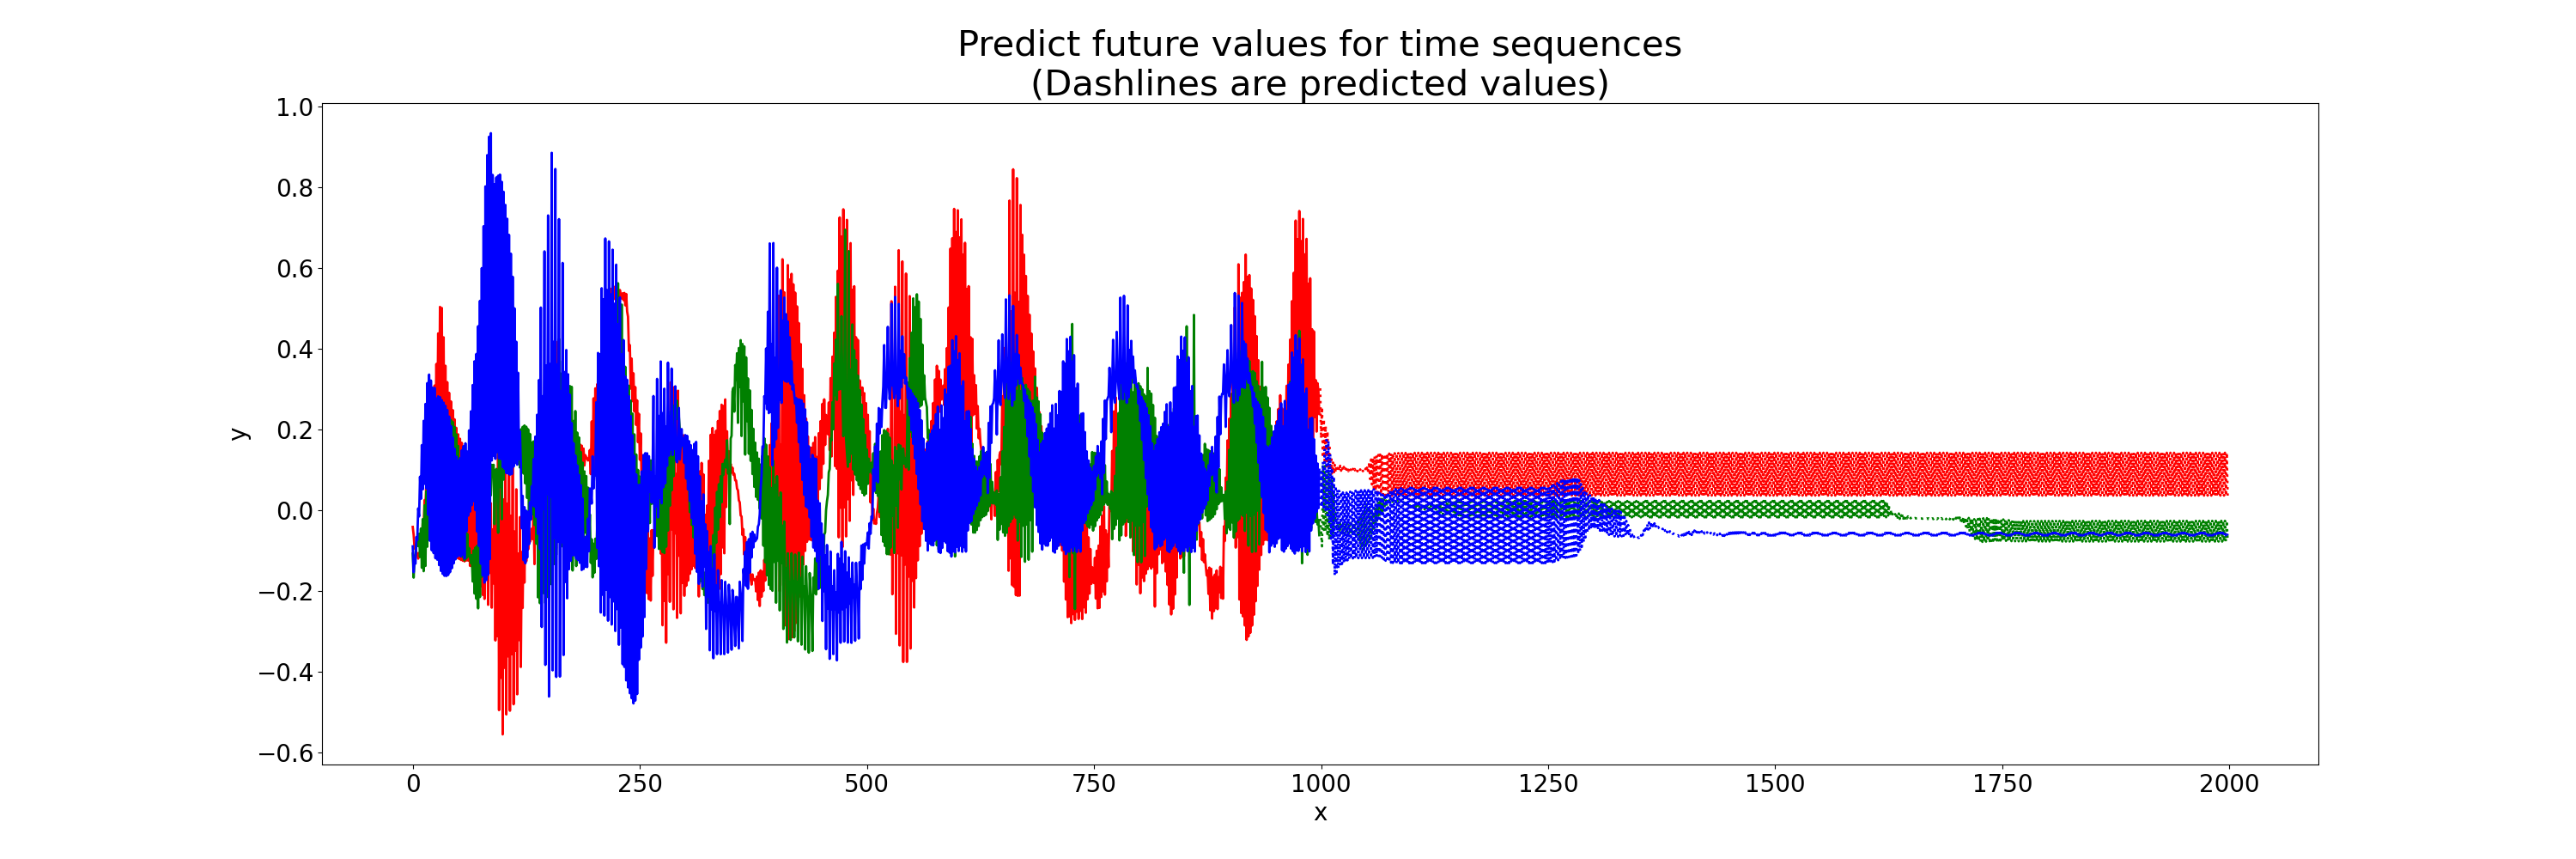 Predict future values for time sequences
(Dashlines are predicted values)
1.0
0.8
0.6
0.4
0.2
0.0
−0.2
−0.4
−0.6
y
0 250 500 750 1000 1250 1500 1750 2000
x